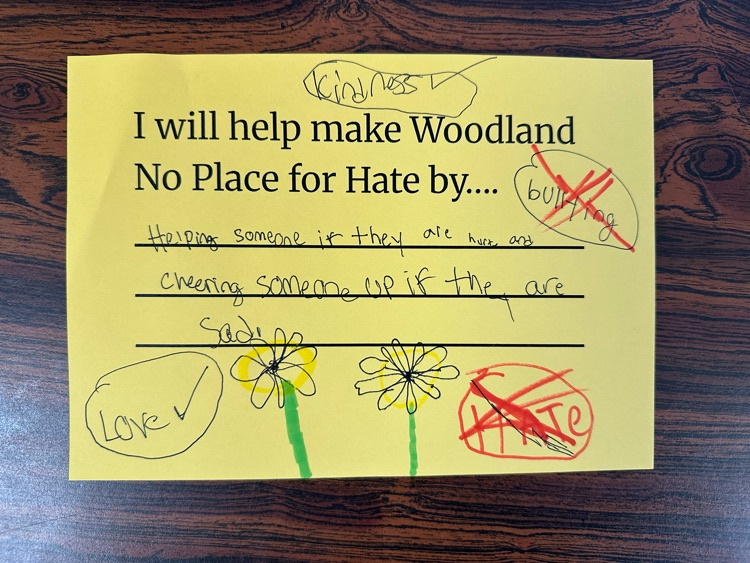 kindness ✓
I will help make Woodland
No Place for Hate by....
bullying
Helping someone if they are hurt and
cheering someone up if they are
sad.
Love ✓
HATe